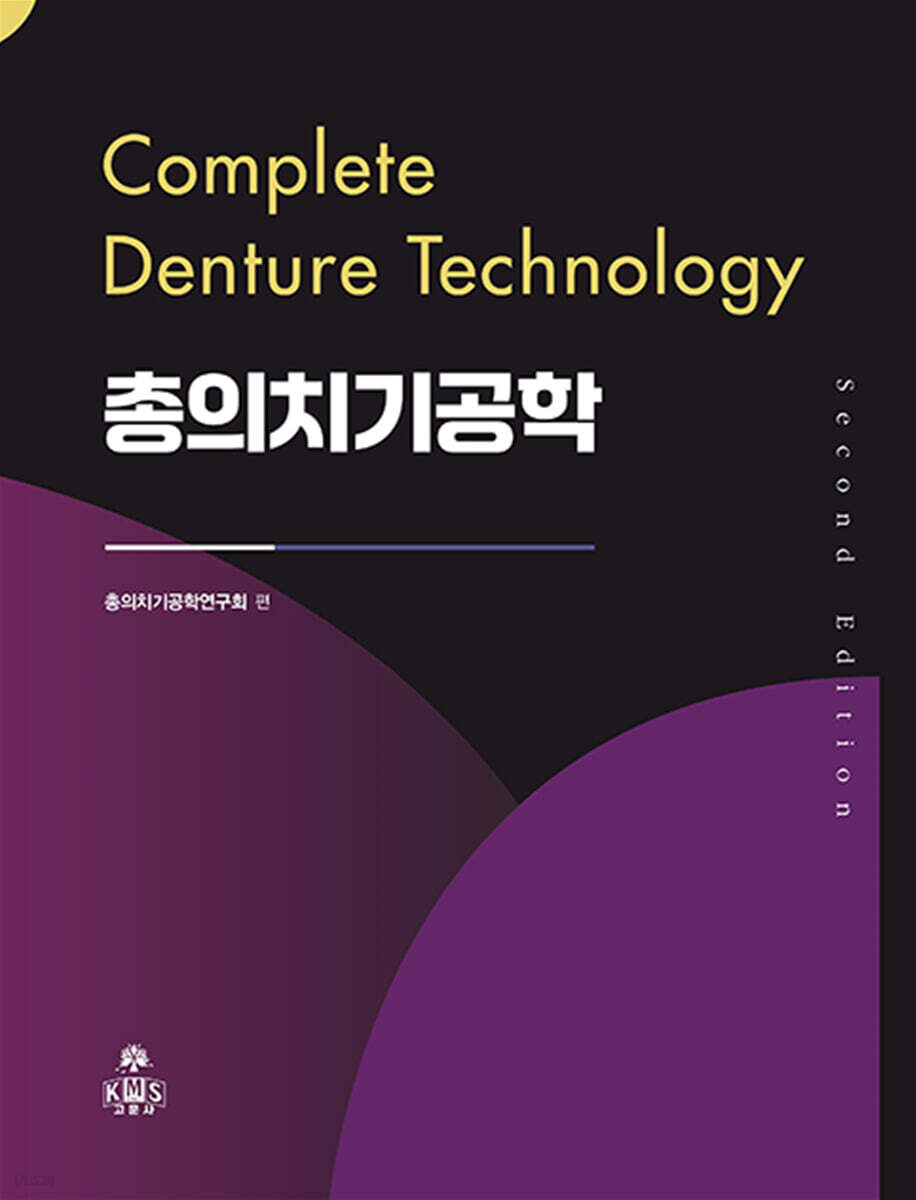 Complete
Denture Technology
총의치기공학
Second Edition
총의치기공학연구회 편
KMS
고문사